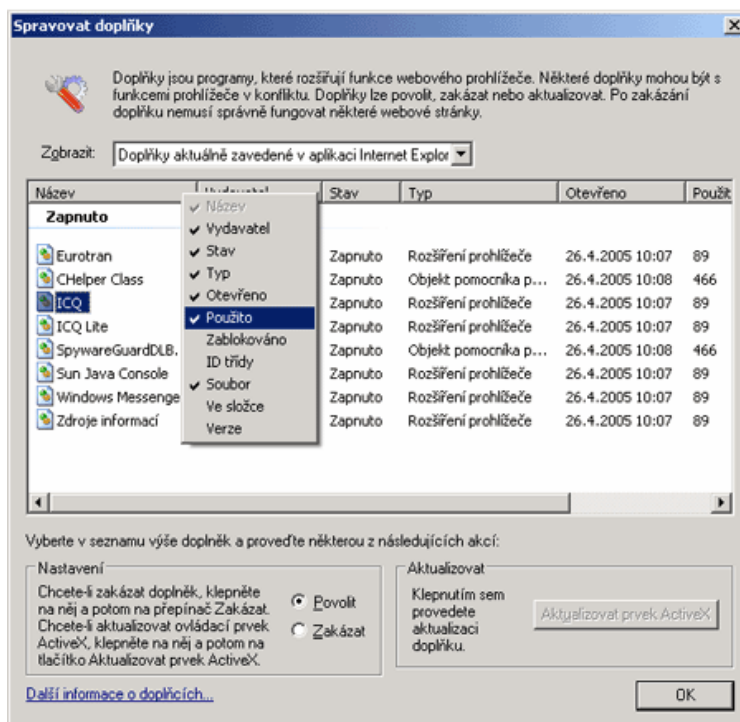 Spravovat doplňky
Doplňky jsou programy, které rozšiřují funkce webového prohlížeče. Některé doplňky mohou být s
funkcemi prohlížeče v konfliktu. Doplňky lze povolit, zakázat nebo aktualizovat. Po zakázání
doplňku nemusí správně fungovat některé webové stránky.
Zobrazit: Doplňky aktuálně zavedené v aplikaci Internet Explor
Název Stav Typ Otevřeno Použit
Zapnuto
Eurotran Zapnuto Rozšíření prohlížeče 26.4.2005 10:07 89
CHelper Class Zapnuto Objekt pomocníka p... 26.4.2005 10:08 466
ICQ Zapnuto Rozšíření prohlížeče 26.4.2005 10:07 89
ICQ Lite Zapnuto Rozšíření prohlížeče 26.4.2005 10:07 89
SpywareGuardDLB. Zapnuto Objekt pomocníka p... 26.4.2005 10:08 466
Sun Java Console Zapnuto Rozšíření prohlížeče 26.4.2005 10:07 89
Windows Messenge Zapnuto Rozšíření prohlížeče 26.4.2005 10:07 89
Zdroje informací Zapnuto Rozšíření prohlížeče 26.4.2005 10:07 89
Název
Vydavatel
Stav
Typ
Otevřeno
Použito
Zablokováno
ID třídy
Soubor
Ve složce
Verze
Vyberte v seznamu výše doplněk a proveďte některou z následujících akcí:
Nastavení
Chcete-li zakázat doplněk, klepněte
na něj a potom na přepínač Zakázat.
Chcete-li aktualizovat ovládací prvek
ActiveX, klepněte na něj a potom na
tlačítko Aktualizovat prvek ActiveX.
Povolit
Zakázat
Aktualizovat
Klepnutím sem
provedete
aktualizaci
doplňku.
Aktualizovat prvek ActiveX
Další informace o doplňcích...
OK